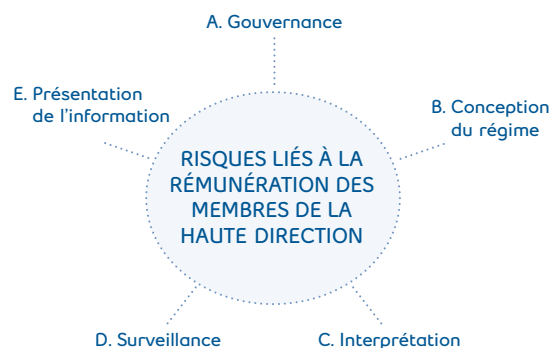 A. Gouvernance
E. Présentation
de l'information
B. Conception
du régime
RISQUES LIÉS À LA
RÉMUNÉRATION DES
MEMBRES DE LA
HAUTE DIRECTION
D. Surveillance
C. Interprétation